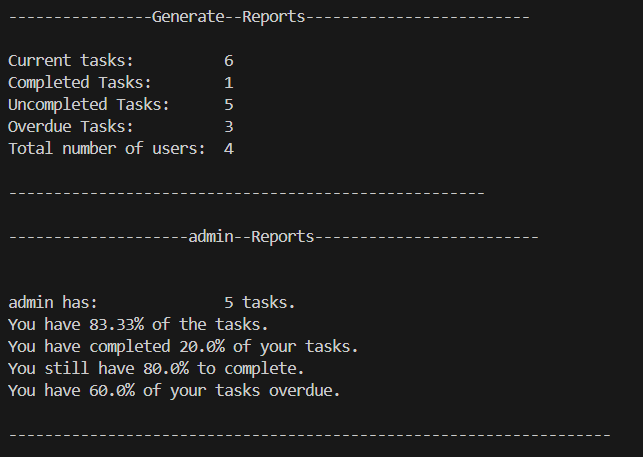 ----------------Generate--Reports-------------------------
Current tasks:          6
Completed Tasks:        1
Uncompleted Tasks:      5
Overdue Tasks:          3
Total number of users:  4
-----------------------------------------------------
--------------------admin--Reports-------------------------
admin has:              5 tasks.
You have 83.33% of the tasks.
You have completed 20.0% of your tasks.
You still have 80.0% to complete.
You have 60.0% of your tasks overdue.
-------------------------------------------------------------------